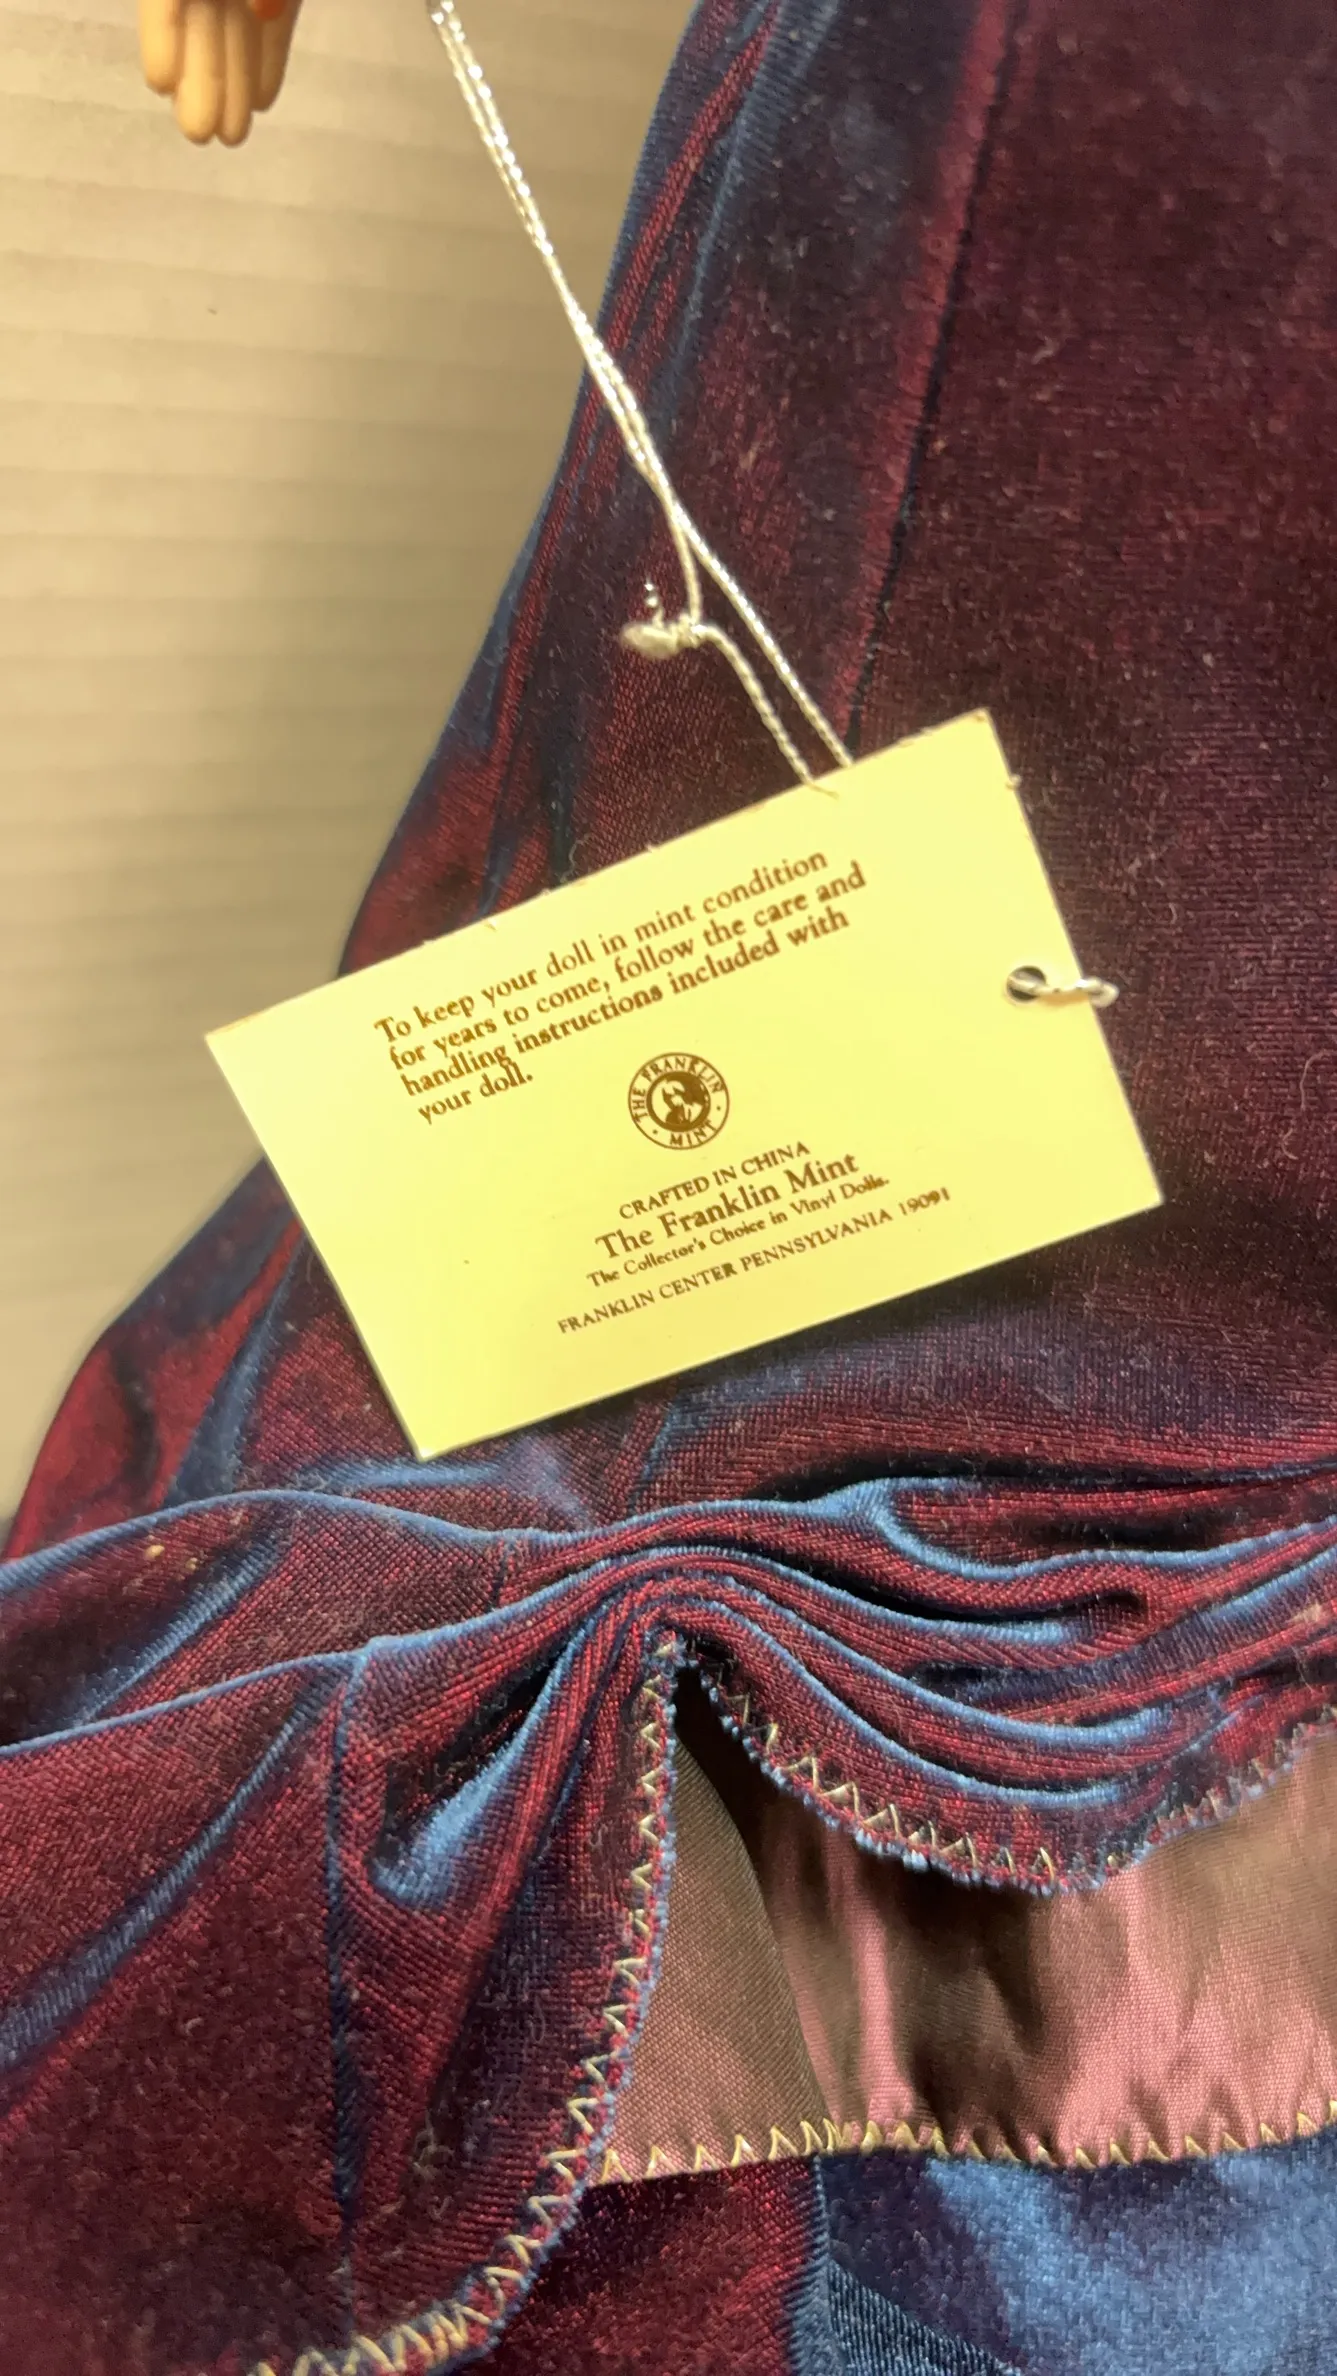 To keep your doll in mint condition
for years to come, follow the care and
handling instructions included with
your doll.
THE FRANKLIN
· MINT ·
CRAFTED IN CHINA
The Franklin Mint
The Collector's Choice in Vinyl Dolls.
FRANKLIN CENTER PENNSYLVANIA 19091